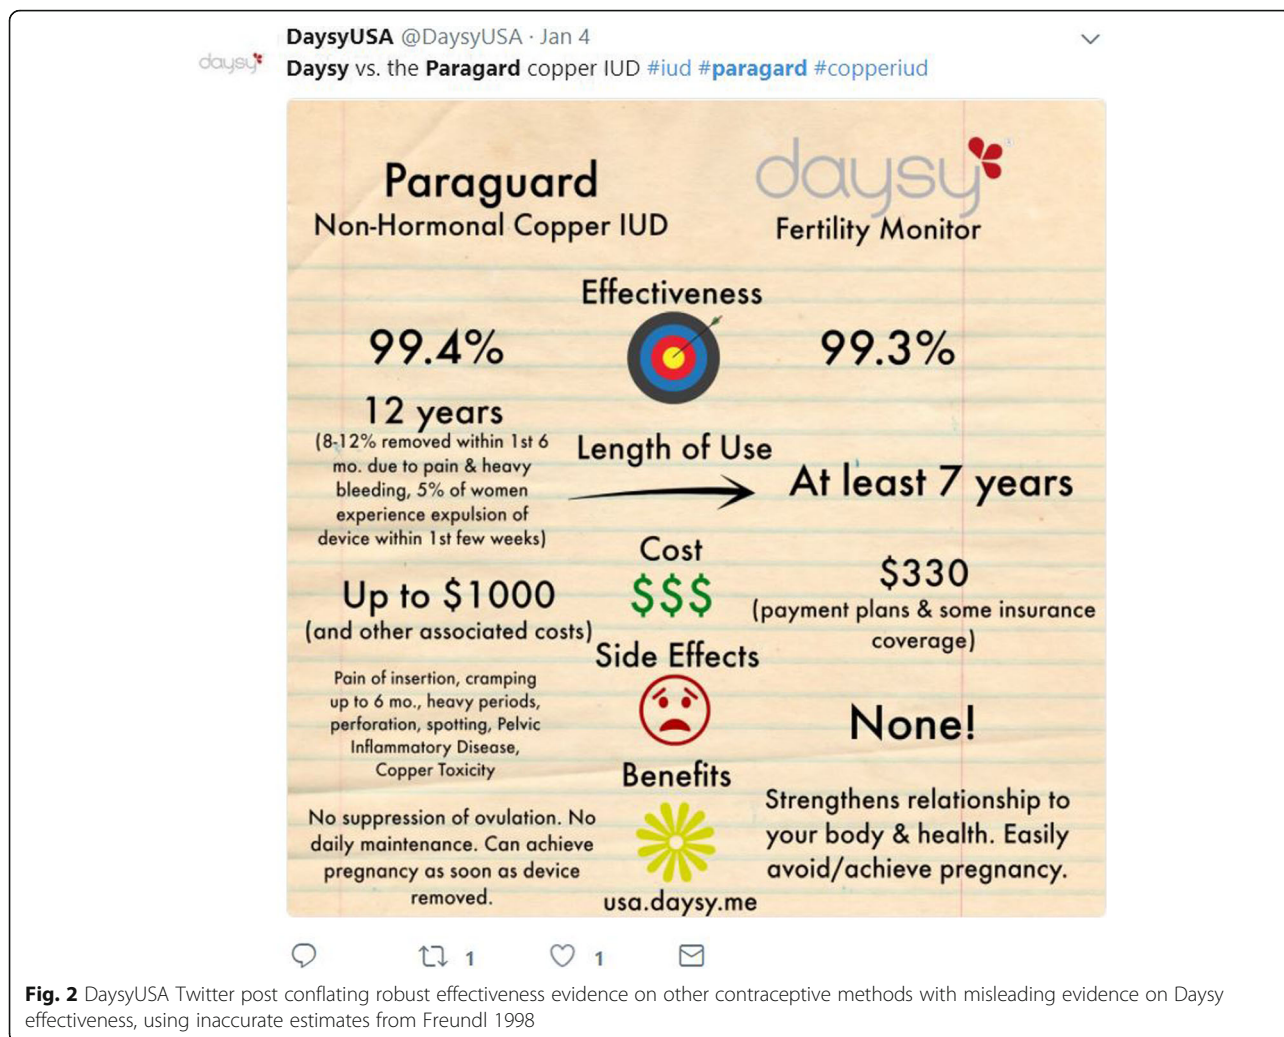 DaysyUSA @DaysyUSA · Jan 4
daysy
Daysy vs. the Paragard copper IUD #iud #paragard #copperiud
Paraguard
Non-Hormonal Copper IUD
daysy
Fertility Monitor
Effectiveness
99.4%
99.3%
12 years
(8-12% removed within 1st 6
mo. due to pain & heavy
bleeding, 5% of women
experience expulsion of
device within 1st few weeks)
Length of Use
At least 7 years
Cost
$$$
Up to $1000
(and other associated costs)
$330
(payment plans & some insurance
coverage)
Side Effects
Pain of insertion, cramping
up to 6 mo., heavy periods,
perforation, spotting, Pelvic
Inflammatory Disease,
Copper Toxicity
None!
Benefits
No suppression of ovulation. No
daily maintenance. Can achieve
pregnancy as soon as device
removed.
Strengthens relationship to
your body & health. Easily
avoid/achieve pregnancy.
usa.daysy.me
1
1
Fig. 2 DaysyUSA Twitter post conflating robust effectiveness evidence on other contraceptive methods with misleading evidence on Daysy
effectiveness, using inaccurate estimates from Freundl 1998